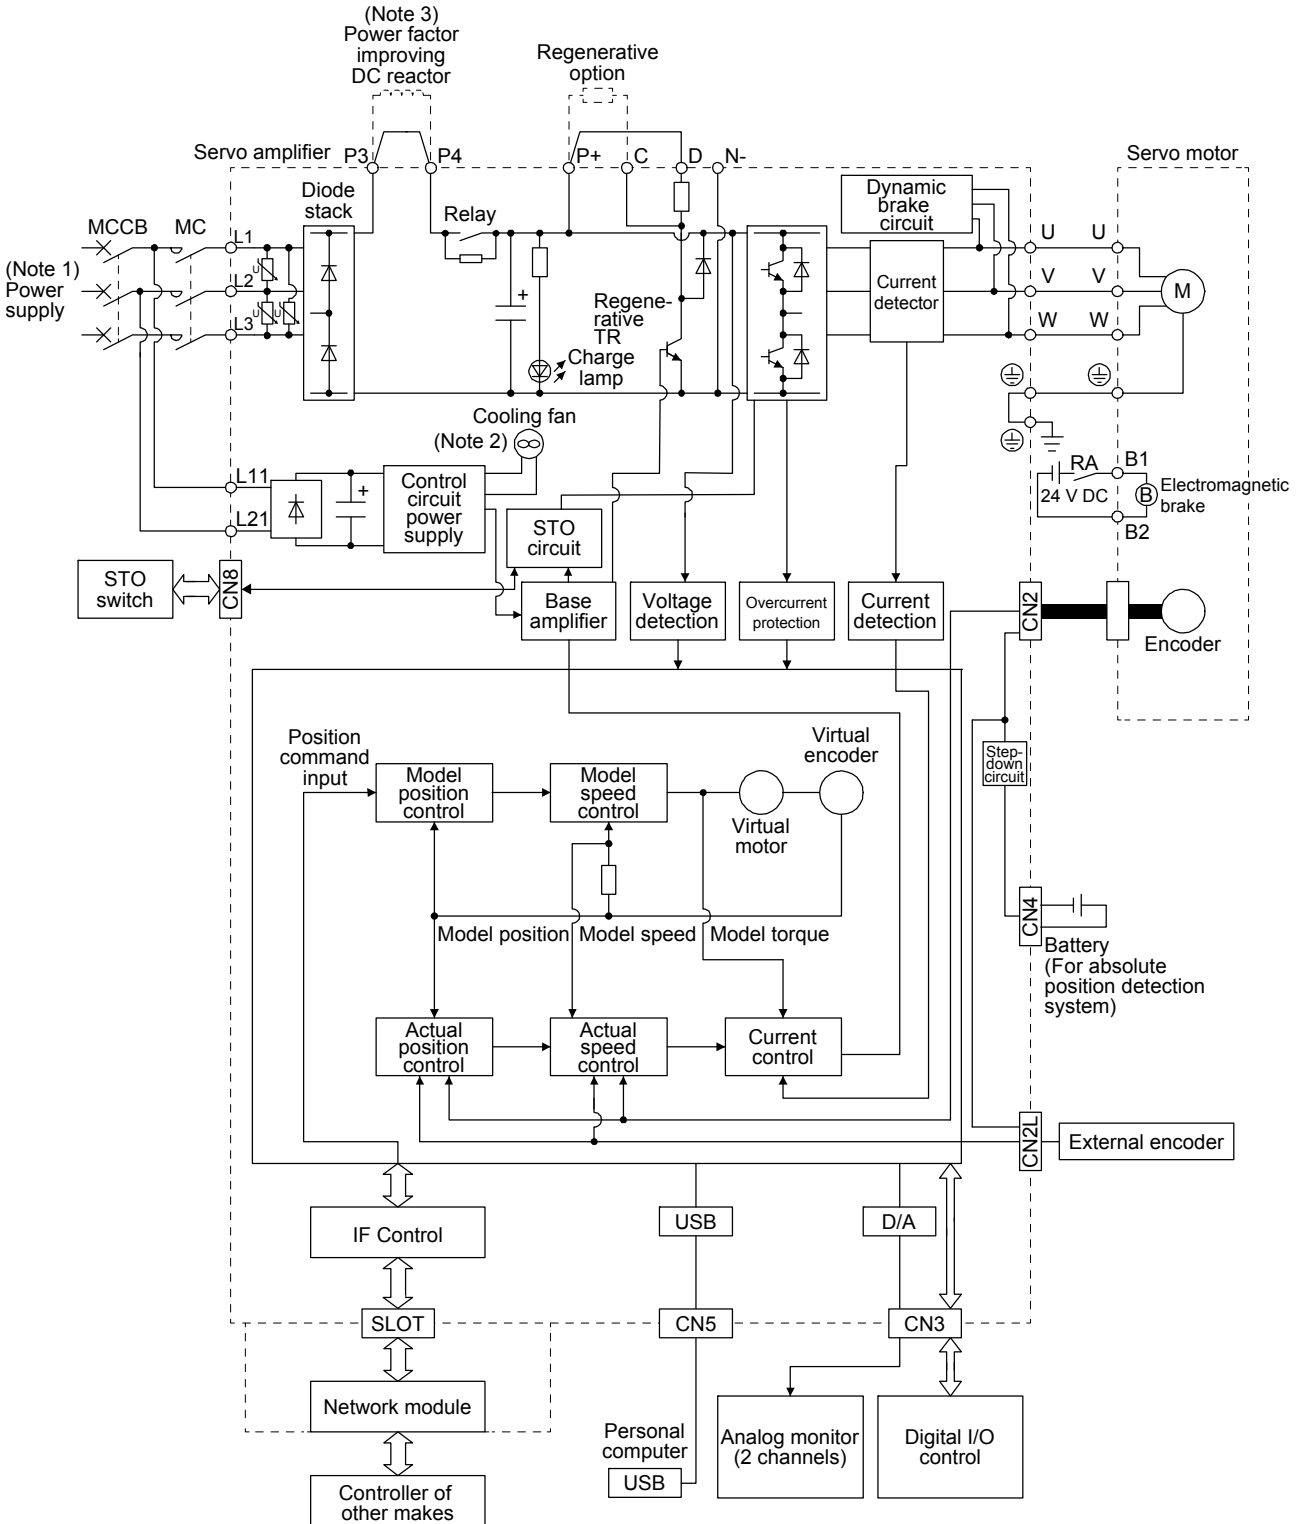 (Note 3)
Power factor
improving
DC reactor
Regenerative
option
Servo amplifier
P3
P4
P+
C
D
N-
Servo motor
Diode
stack
Relay
Dynamic
brake
circuit
MCCB
MC
L1
L2
L3
(Note 1)
Power
supply
U
U
U
+
Regene-
rative
TR
Charge
lamp
Current
detector
U
U
V
V
W
W
M
Cooling fan
(Note 2)
L11
L21
+
Control
circuit
power
supply
STO
circuit
RA
24 V DC
B1
B
B2
Electromagnetic
brake
STO
switch
CN8
Base
amplifier
Voltage
detection
Overcurrent
protection
Current
detection
CN2
Encoder
Position
command
input
Model
position
control
Model
speed
control
Virtual
encoder
Virtual
motor
Step-
down
circuit
Model position
Model speed
Model torque
CN4
Battery
(For absolute
position detection
system)
Actual
position
control
Actual
speed
control
Current
control
CN2L
External encoder
IF Control
USB
D/A
SLOT
CN5
CN3
Network module
Personal
computer
USB
Analog monitor
(2 channels)
Digital I/O
control
Controller of
other makes